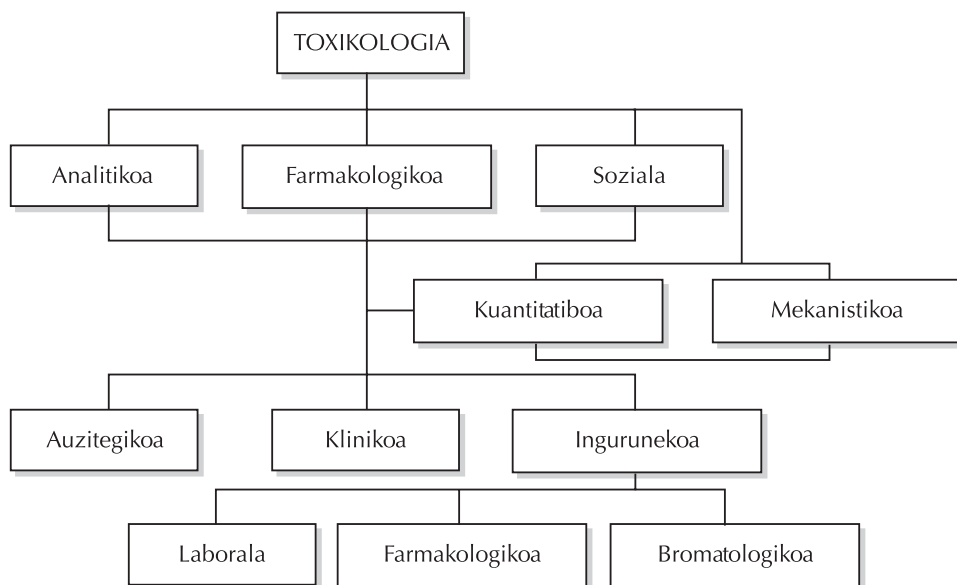 TOXIKOLOGIA
Analitikoa
Farmakologikoa
Soziala
Kuantitatiboa
Mekanistikoa
Auzitegikoa
Klinikoa
Ingurunekoa
Laborala
Farmakologikoa
Bromatologikoa